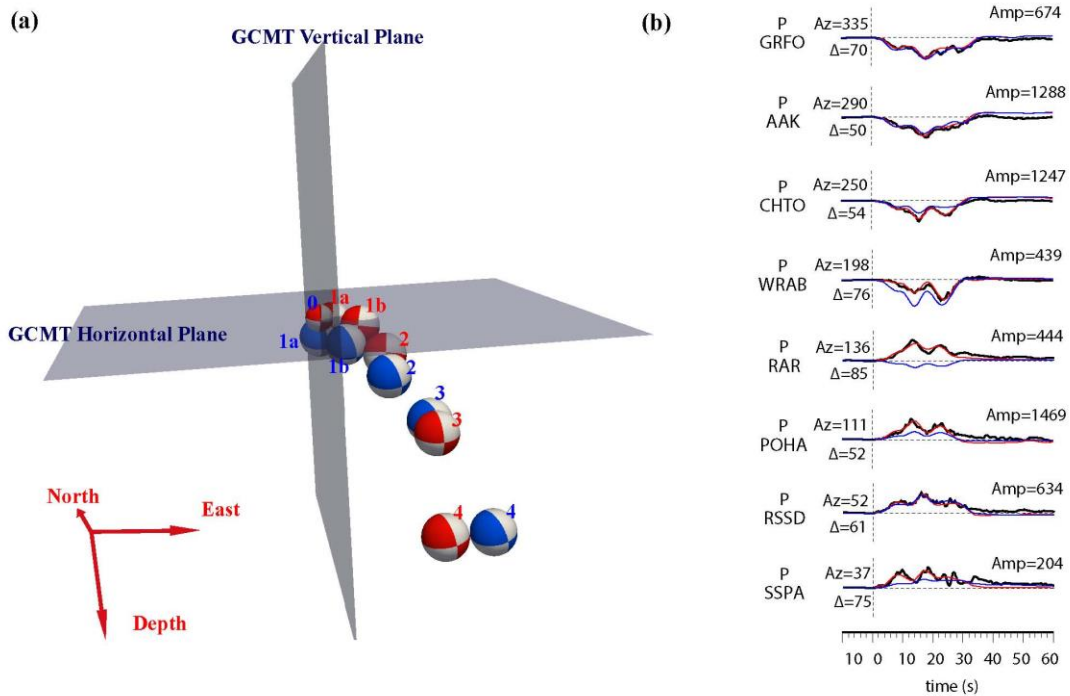 (a)
GCMT Vertical Plane
0
1a
1b
GCMT Horizontal Plane
1a
2
1b
2
3
3
North
East
4
4
Depth
(b)
P Az=335 Amp=674
GRFO
Δ=70
P Az=290 Amp=1288
AAK
Δ=50
P Az=250 Amp=1247
CHTO
Δ=54
P Az=198 Amp=439
WRAB
Δ=76
P Az=136 Amp=444
RAR
Δ=85
P Az=111 Amp=1469
POHA
Δ=52
P Az=52 Amp=634
RSSD
Δ=61
P Az=37 Amp=204
SSPA
Δ=75
10 0 10 20 30 40 50 60
time (s)